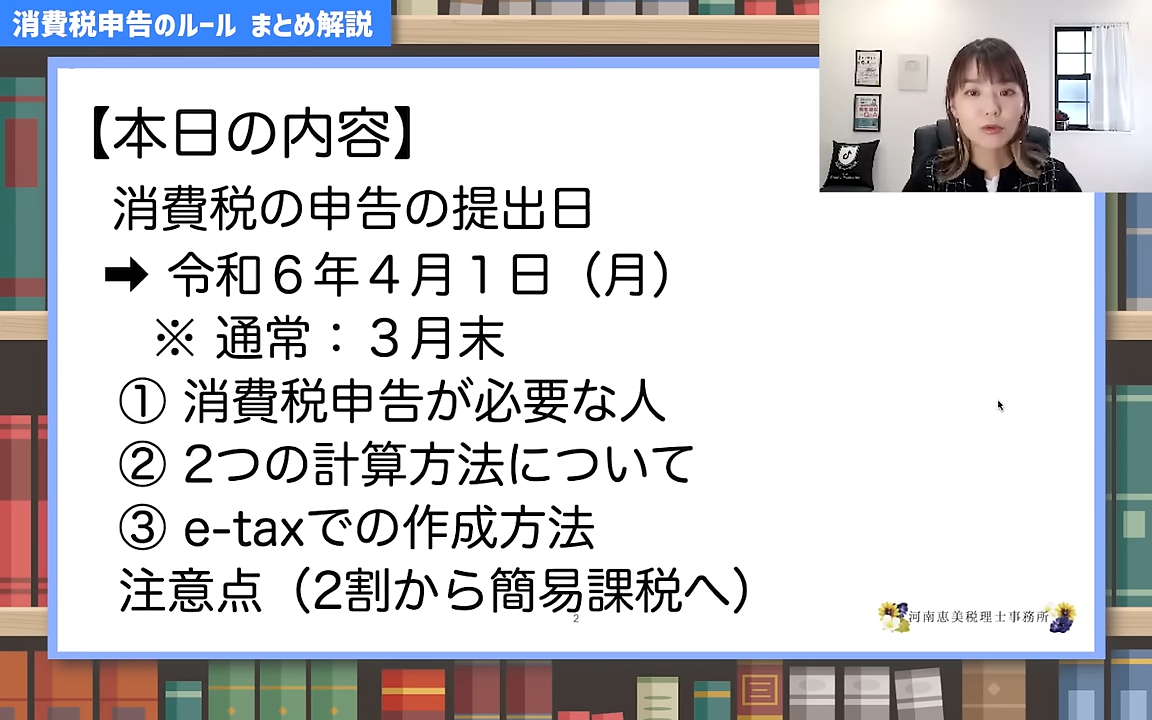 消費税申告のルール まとめ解説
【本日の内容】
消費税の申告の提出日
➡ 令和６年４月１日（月）
※ 通常：３月末
① 消費税申告が必要な人
② 2つの計算方法について
③ e-taxでの作成方法
注意点（2割から簡易課税へ）
2
河南恵美税理士事務所